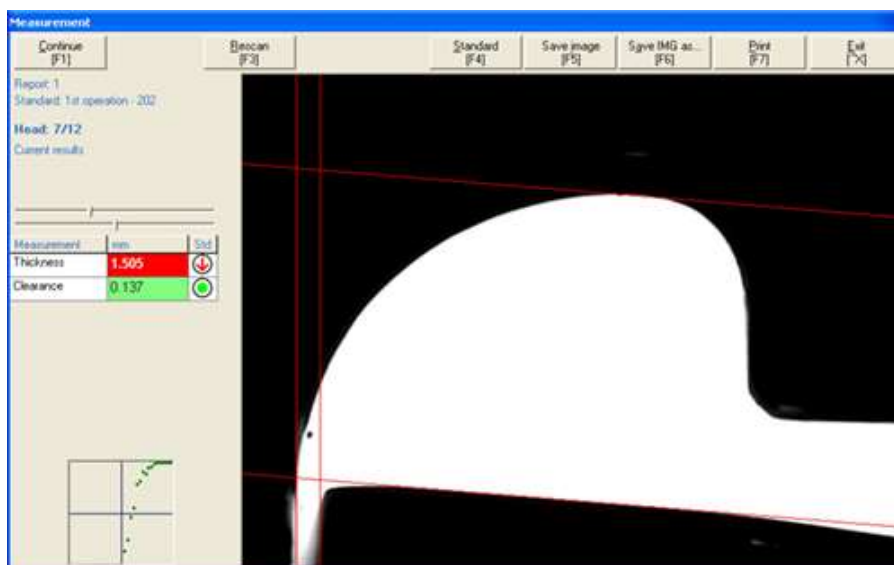 Measurement
Continue [F1]
Rescan [F3]
Standard [F4]
Save image [F5]
Save IMG as... [F6]
Print [F7]
Exit [^X]
Report: 1
Standard: 1st operation - 202
Head: 7/12
Current results
Measurement mm Std
Thickness 1.505
Clearance 0.137